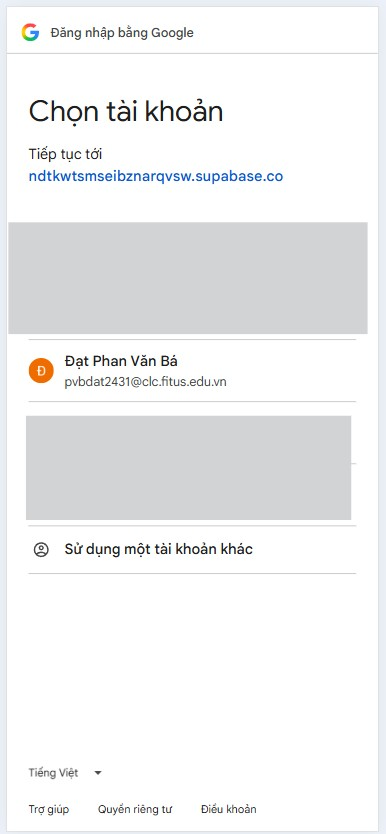 Đăng nhập bằng Google
Chọn tài khoản
Tiếp tục tới
ndtkwtsmseibznarqvsw.supabase.co
Đ
Đạt Phan Văn Bá
pvbdat2431@clc.fitus.edu.vn
Sử dụng một tài khoản khác
Tiếng Việt
Trợ giúp Quyền riêng tư Điều khoản